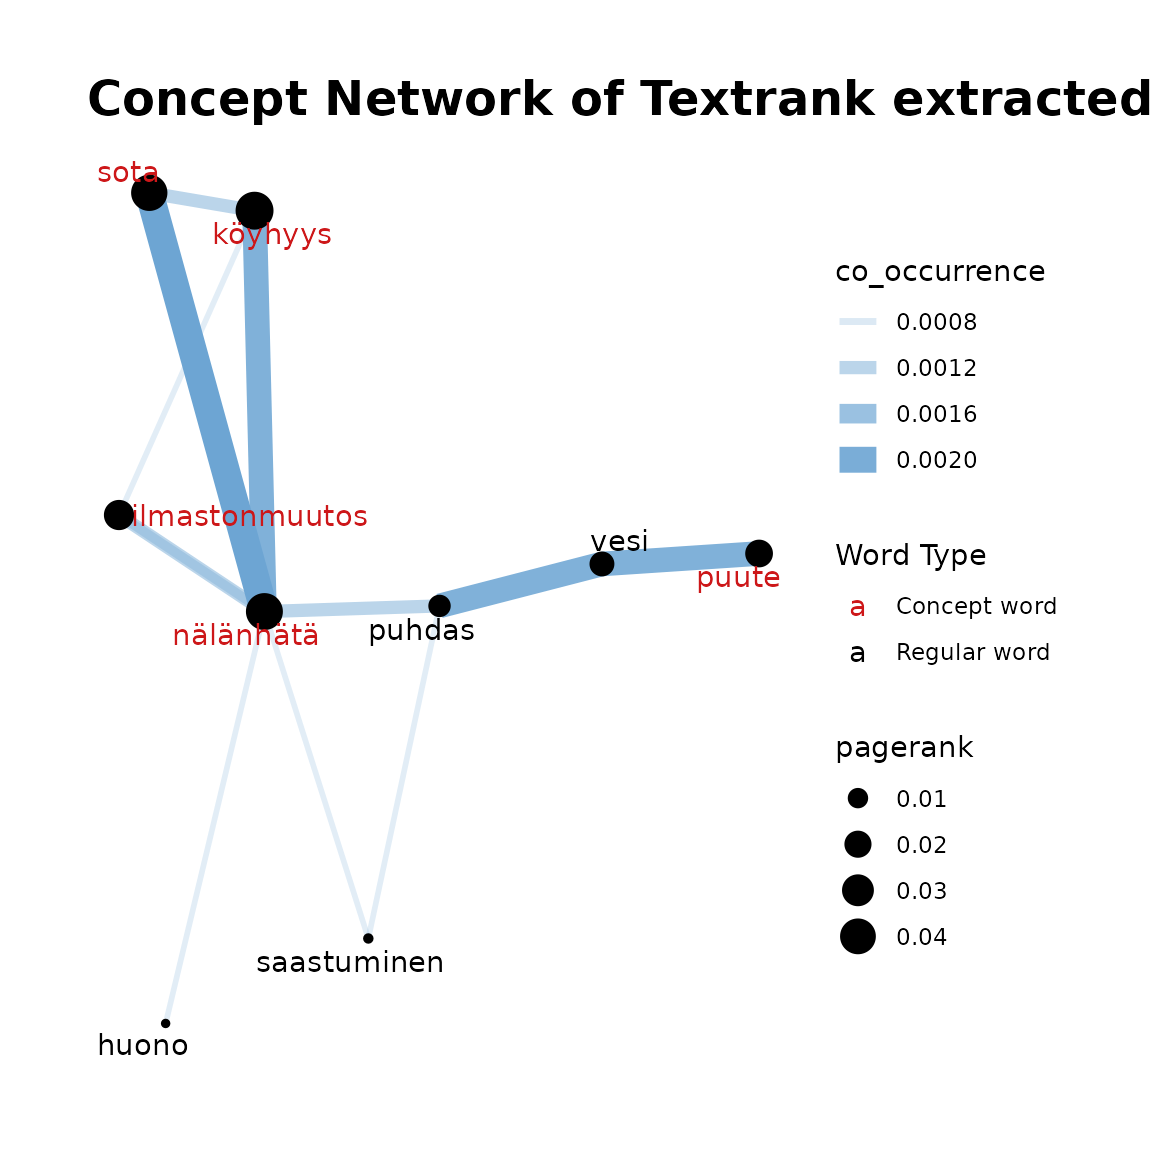 Concept Network of Textrank extracted
sota
köyhyys
ilmastonmuutos
nälänhätä
puhdas
vesi
puute
saastuminen
huono
co_occurrence
0.0008
0.0012
0.0016
0.0020
Word Type
a Concept word
a Regular word
pagerank
0.01
0.02
0.03
0.04